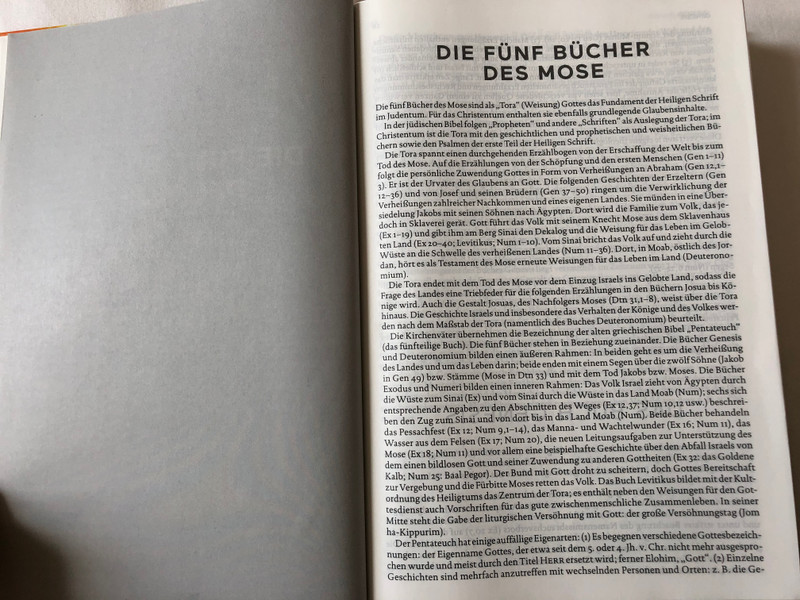 DIE FÜNF BÜCHER
DES MOSE
Die fünf Bücher des Mose sind als „Tora“ (Weisung) Gottes das Fundament der Heiligen Schrift
im Judentum. Für das Christentum enthalten sie ebenfalls grundlegende Glaubensinhalte.
In der jüdischen Bibel folgen „Propheten“ und andere „Schriften“ als Auslegung der Tora; im
Christentum ist die Tora mit den geschichtlichen und prophetischen und weisheitlichen Bü-
chern sowie den Psalmen der erste Teil der Heiligen Schrift.
Die Tora spannt einen durchgehenden Erzählbogen von der Erschaffung der Welt bis zum
Tod des Mose. Auf die Erzählungen von der Schöpfung und den ersten Menschen (Gen 1–11)
folgt die persönliche Zuwendung Gottes in Form von Verheißungen an Abraham (Gen 12,1–
3). Er ist der Urvater des Glaubens an Gott. Die folgenden Geschichten der Erzeltern (Gen
12–36) und von Josef und seinen Brüdern (Gen 37–50) ringen um die Verwirklichung der
Verheißungen zahlreicher Nachkommen und eines eigenen Landes. Sie münden in eine Über-
siedelung Jakobs mit seinen Söhnen nach Ägypten. Dort wird die Familie zum Volk, das je-
doch in Sklaverei gerät. Gott führt das Volk mit seinem Knecht Mose aus dem Sklavenhaus
(Ex 1–19) und gibt ihm am Berg Sinai den Dekalog und die Weisung für das Leben im Gelob-
ten Land (Ex 20–40; Levitikus; Num 1–10). Vom Sinai bricht das Volk auf und zieht durch die
Wüste an die Schwelle des verheißenen Landes (Num 11–36). Dort, in Moab, östlich des Jor-
dan, hört es als Testament des Mose erneute Weisungen für das Leben im Land (Deuterono-
mium).
Die Tora endet mit dem Tod des Mose vor dem Einzug Israels ins Gelobte Land, sodass die
Frage des Landes eine Triebfeder für die folgenden Erzählungen in den Büchern Josua bis Kö-
nige wird. Auch die Gestalt Josuas, des Nachfolgers Moses (Dtn 31,1–8), weist über die Tora
hinaus. Die Geschichte Israels und insbesondere das Verhalten der Könige und des Volkes wer-
den nach dem Maßstab der Tora (namentlich des Buches Deuteronomium) beurteilt.
Die Kirchenväter übernehmen die Bezeichnung der alten griechischen Bibel „Pentateuch“
(das fünfteilige Buch). Die fünf Bücher stehen in Beziehung zueinander. Die Bücher Genesis
und Deuteronomium bilden einen äußeren Rahmen: In beiden geht es um die Verheißung
des Landes und um das Leben darin; beide enden mit einem Segen über die zwölf Söhne (Jakob
in Gen 49) bzw. Stämme (Mose in Dtn 33) und mit dem Tod Jakobs bzw. Moses. Die Bücher
Exodus und Numeri bilden einen inneren Rahmen: Das Volk Israel zieht von Ägypten durch
die Wüste zum Sinai (Ex) und vom Sinai durch die Wüste in das Land Moab (Num); sechs sich
entsprechende Angaben zu den Abschnitten des Weges (Ex 12,37; Num 10,12 usw.) beschrei-
ben den Zug zum Sinai und von dort bis in das Land Moab (Num). Beide Bücher behandeln
das Pessachfest (Ex 12; Num 9,1–14), das Manna- und Wachtelwunder (Ex 16; Num 11), das
Wasser aus dem Felsen (Ex 17; Num 20), die neuen Leitungsaufgaben zur Unterstützung des
Mose (Ex 18; Num 11) und vor allem eine beispielhafte Geschichte über den Abfall Israels von
dem einen bildlosen Gott und seiner Zuwendung zu anderen Gottheiten (Ex 32: das Goldene
Kalb; Num 25: Baal Pegor). Der Bund mit Gott droht zu scheitern, doch Gottes Bereitschaft
zur Vergebung und die Fürbitte Moses retten das Volk. Das Buch Levitikus bildet mit der Kult-
ordnung des Heiligtums das Zentrum der Tora; es enthält neben den Weisungen für den Got-
tesdienst auch Vorschriften für das gute zwischenmenschliche Zusammenleben. In seiner
Mitte steht die Gabe der liturgischen Versöhnung mit Gott: der große Versöhnungstag (Jom
ha-Kippurim).
Der Pentateuch hat einige auffällige Eigenarten: (1) Es begegnen verschiedene Gottesbezeich-
nungen: der Eigenname Gottes, der etwa seit dem 5. oder 4. Jh. v. Chr. nicht mehr ausgespro-
chen wurde und meist durch den Titel HERR ersetzt wird; ferner Elohim, „Gott“. (2) Einzelne
Geschichten sind mehrfach anzutreffen mit wechselnden Personen und Orten: z. B. die Ge-